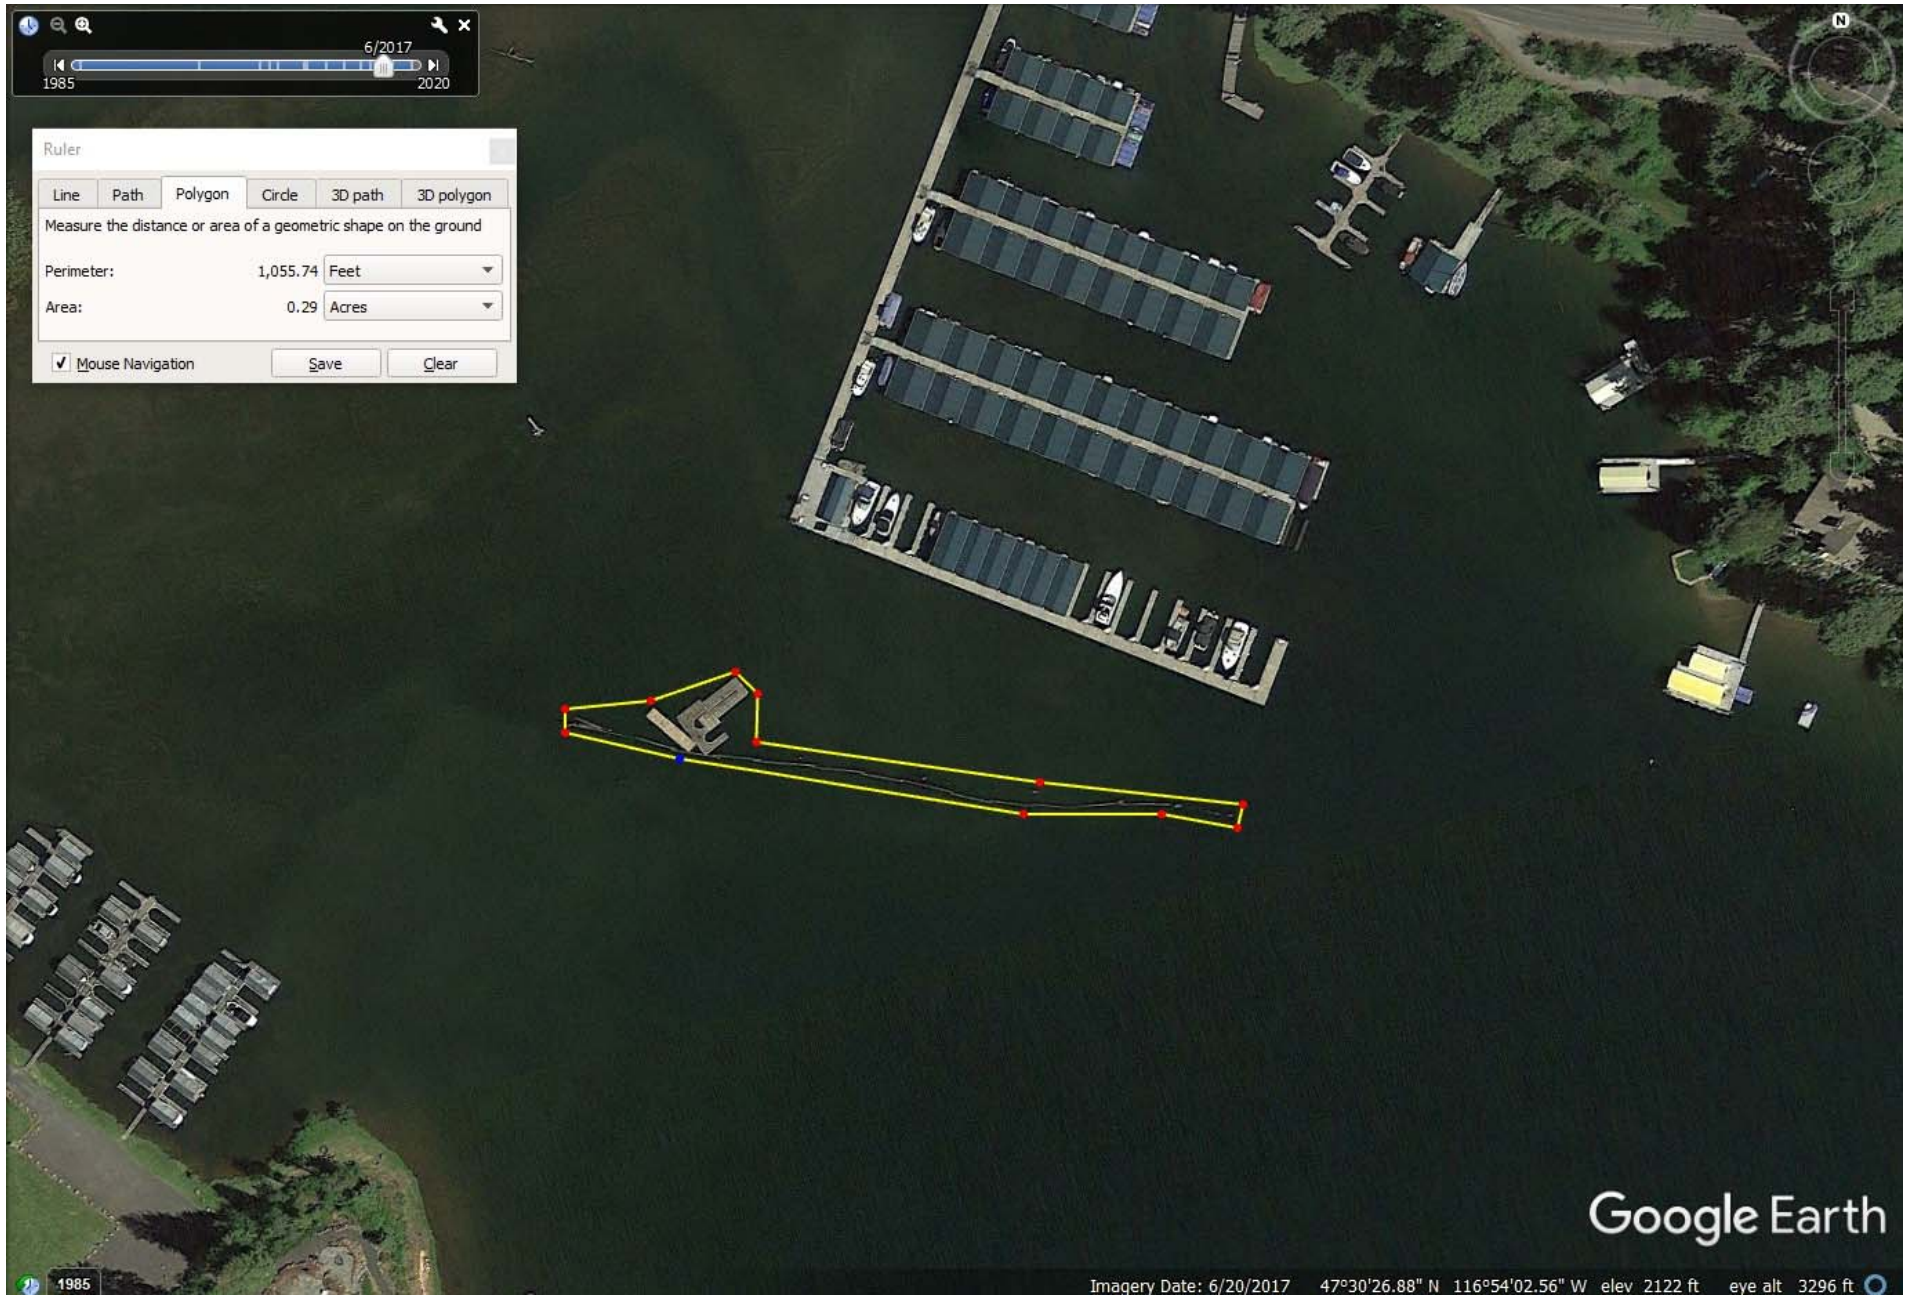 6/2017
1985 2020
Ruler
Line Path Polygon Circle 3D path 3D polygon
Measure the distance or area of a geometric shape on the ground
Perimeter: 1,055.74 Feet
Area: 0.29 Acres
Mouse Navigation Save Clear
N
Google Earth
1985
Imagery Date: 6/20/2017 47°30'26.88" N 116°54'02.56" W elev 2122 ft eye alt 3296 ft